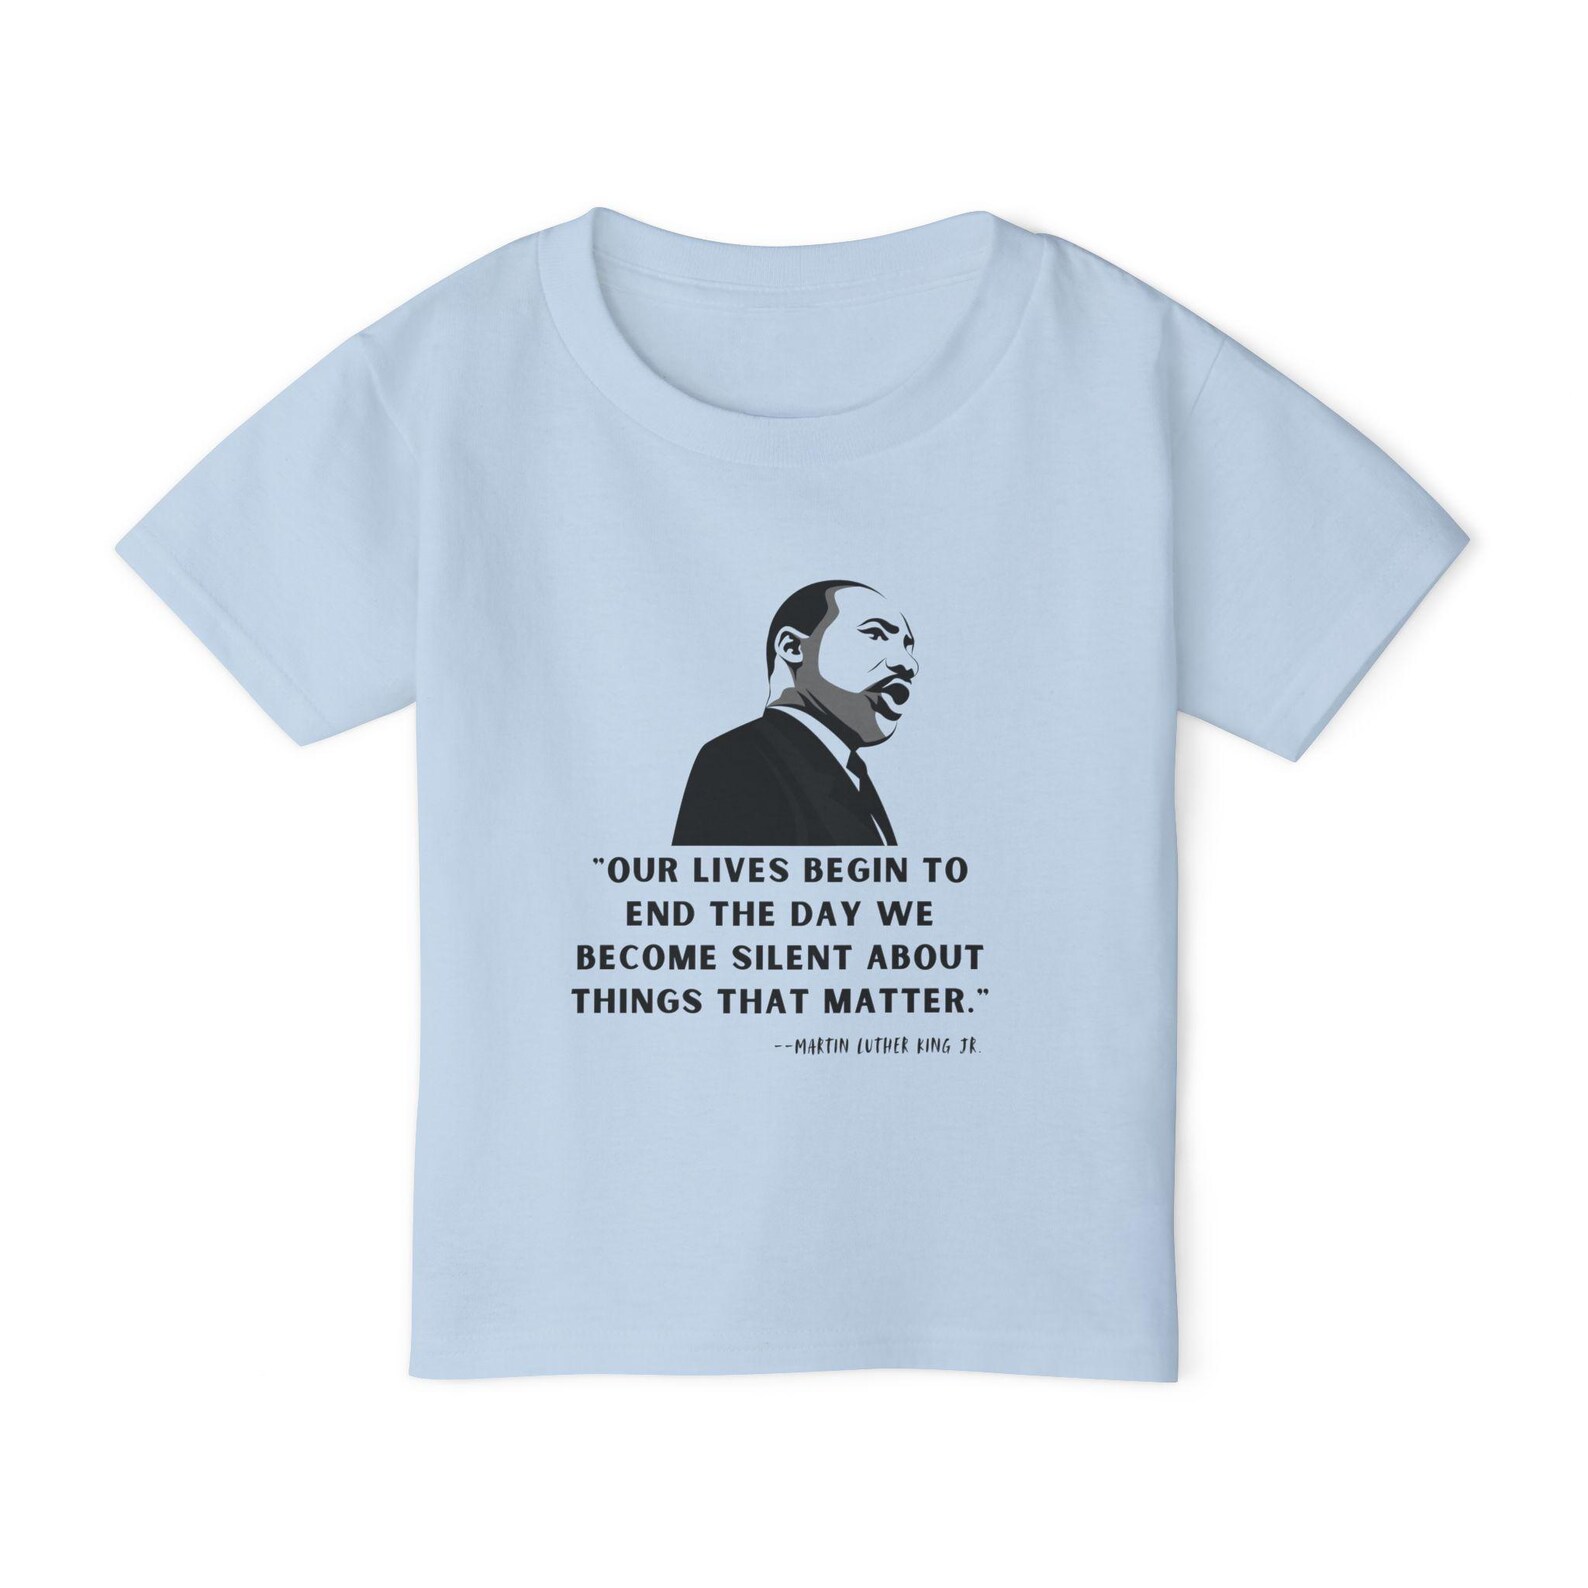 "OUR LIVES BEGIN TO
END THE DAY WE
BECOME SILENT ABOUT
THINGS THAT MATTER."
--MARTIN LUTHER KING JR.